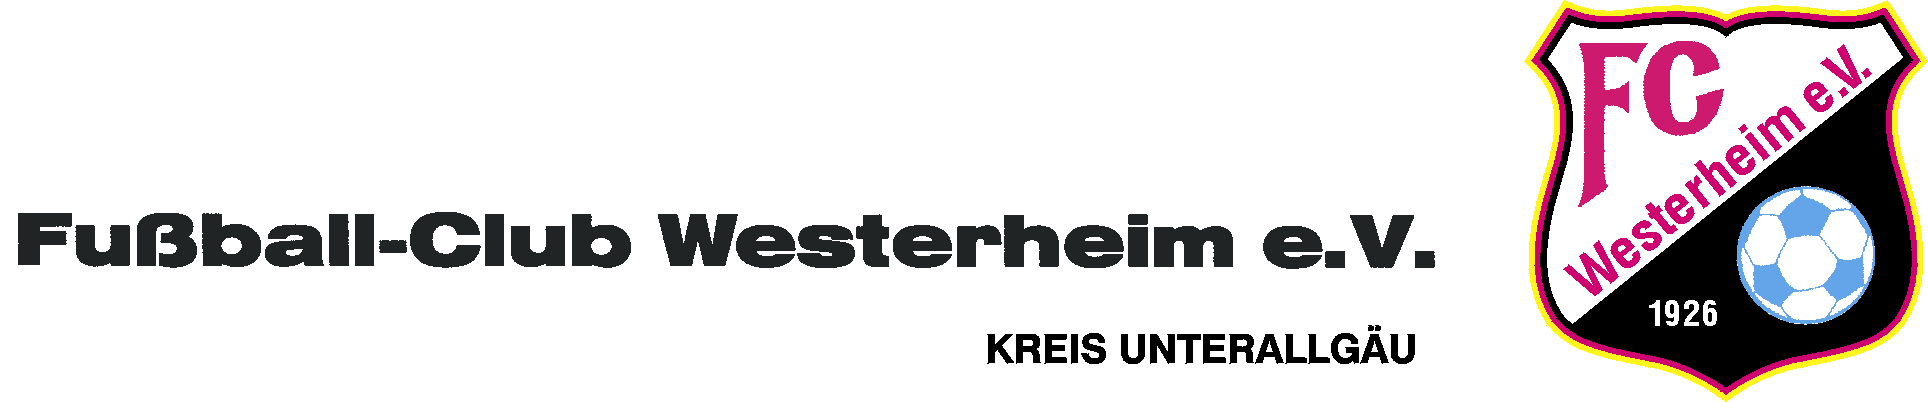 Fußball-Club Westerheim e.V.
KREIS UNTERALLGÄU
FC
Westerheim e.V.
1926